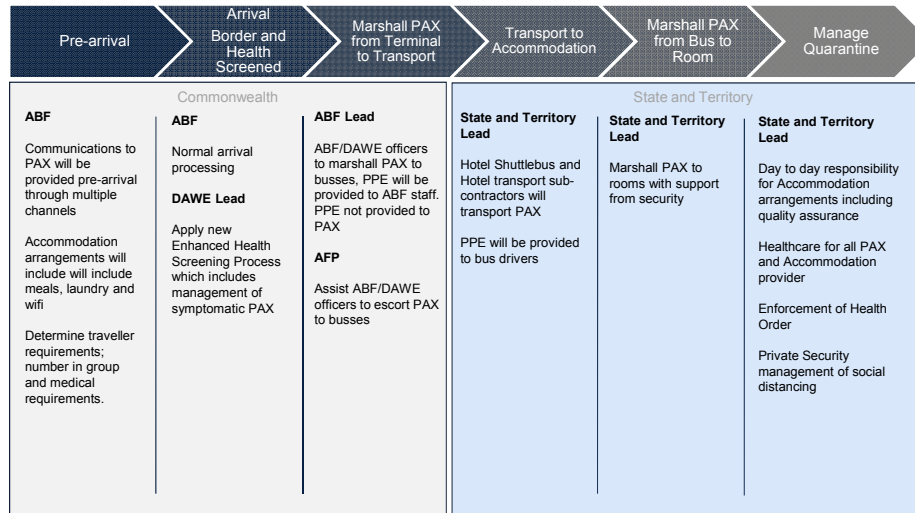 Pre-arrival
Arrival
Border and
Health
Screened
Marshall PAX
from Terminal
to Transport
Transport to
Accommodation
Marshall PAX
from Bus to
Room
Manage
Quarantine
Commonwealth
ABF
Communications to
PAX will be
provided pre-arrival
through multiple
channels
Accommodation
arrangements will
include will include
meals, laundry and
wifi
Determine traveller
requirements;
number in group
and medical
requirements.
ABF
Normal arrival
processing
DAWE Lead
Apply new
Enhanced Health
Screening Process
which includes
management of
symptomatic PAX
ABF Lead
ABF/DAWE officers
to marshall PAX to
busses, PPE will be
provided to ABF staff.
PPE not provided to
PAX
AFP
Assist ABF/DAWE
officers to escort PAX
to busses
State and Territory
State and Territory
Lead
Hotel Shuttlebus and
Hotel transport sub-
contractors will
transport PAX
PPE will be provided
to bus drivers
State and Territory
Lead
Marshall PAX to
rooms with support
from security
State and Territory
Lead
Day to day responsibility
for Accommodation
arrangements including
quality assurance
Healthcare for all PAX
and Accommodation
provider
Enforcement of Health
Order
Private Security
management of social
distancing